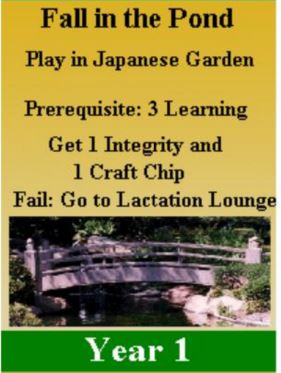 Fall in the Pond
Play in Japanese Garden
Prerequisite: 3 Learning
Get 1 Integrity and
1 Craft Chip
Fail: Go to Lactation Lounge
Year 1